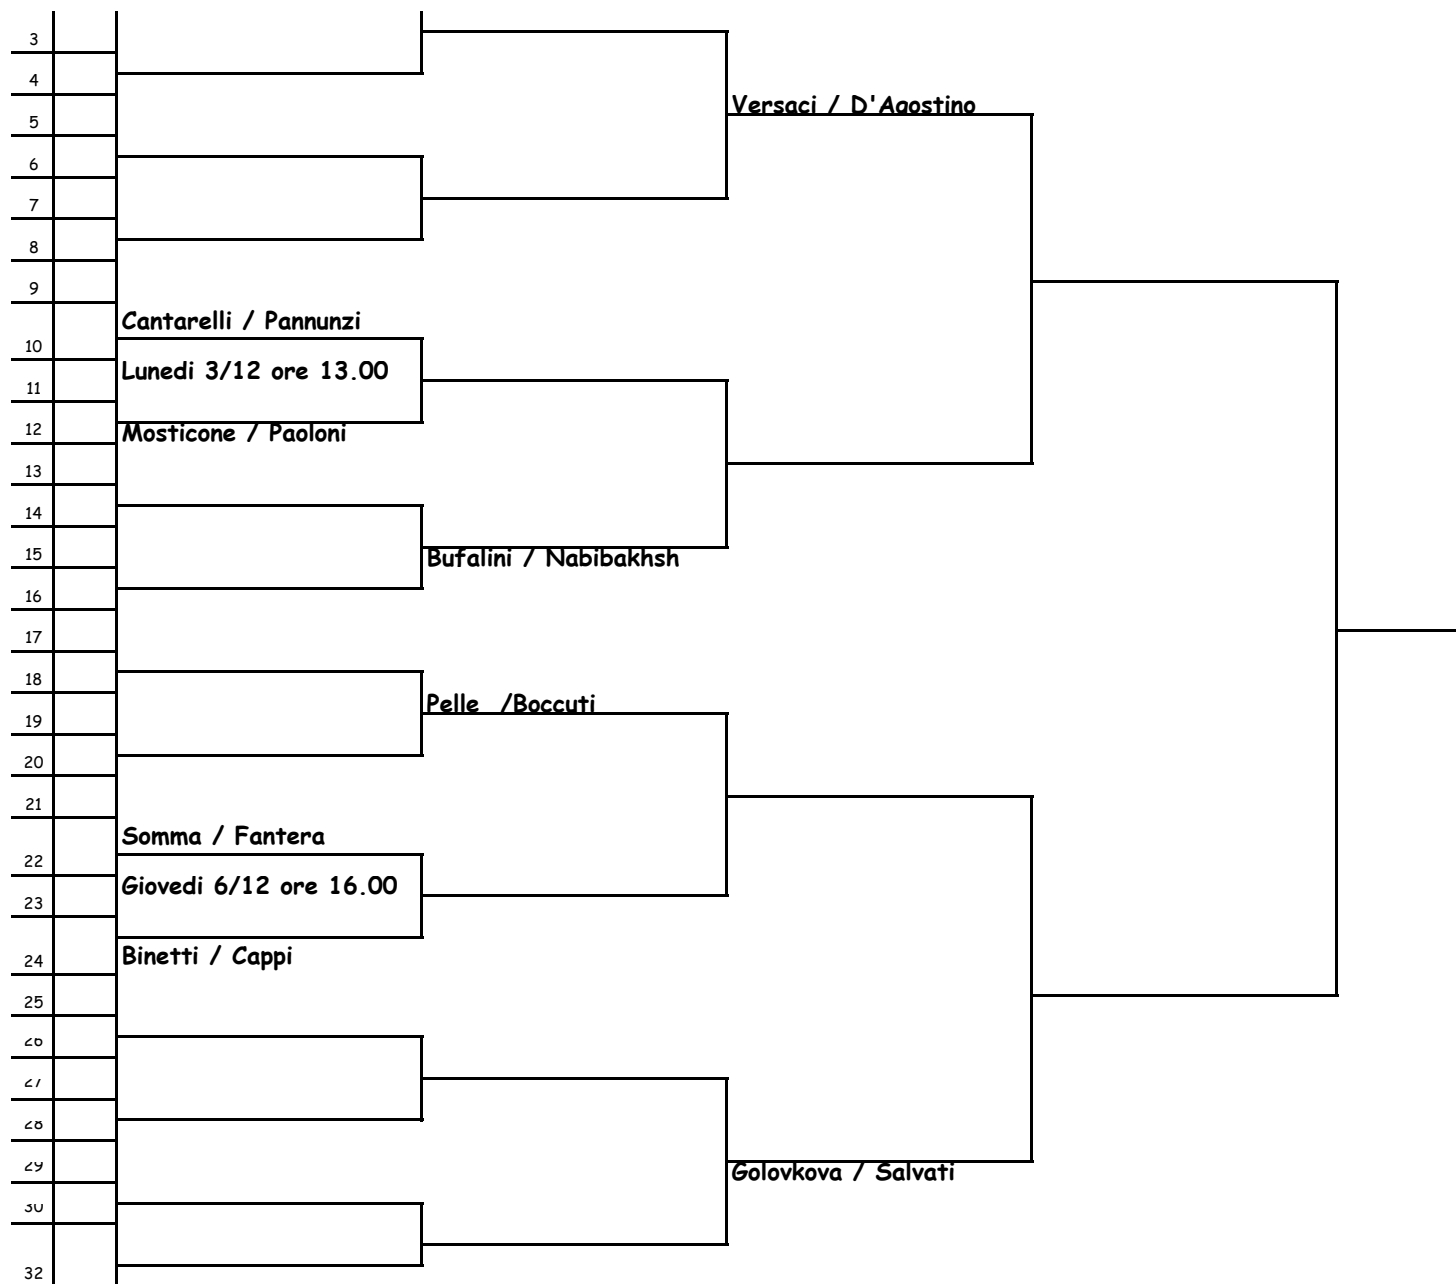 3
4
Versaci / D'Agostino
5
6
7
8
9
Cantarelli / Pannunzi
10
Lunedi 3/12 ore 13.00
11
12
Mosticone / Paoloni
13
14
15
Bufalini / Nabibakhsh
16
17
18
Pelle /Boccuti
19
20
21
Somma / Fantera
22
Giovedi 6/12 ore 16.00
23
Binetti / Cappi
24
25
26
27
28
29
Golovkova / Salvati
30
32